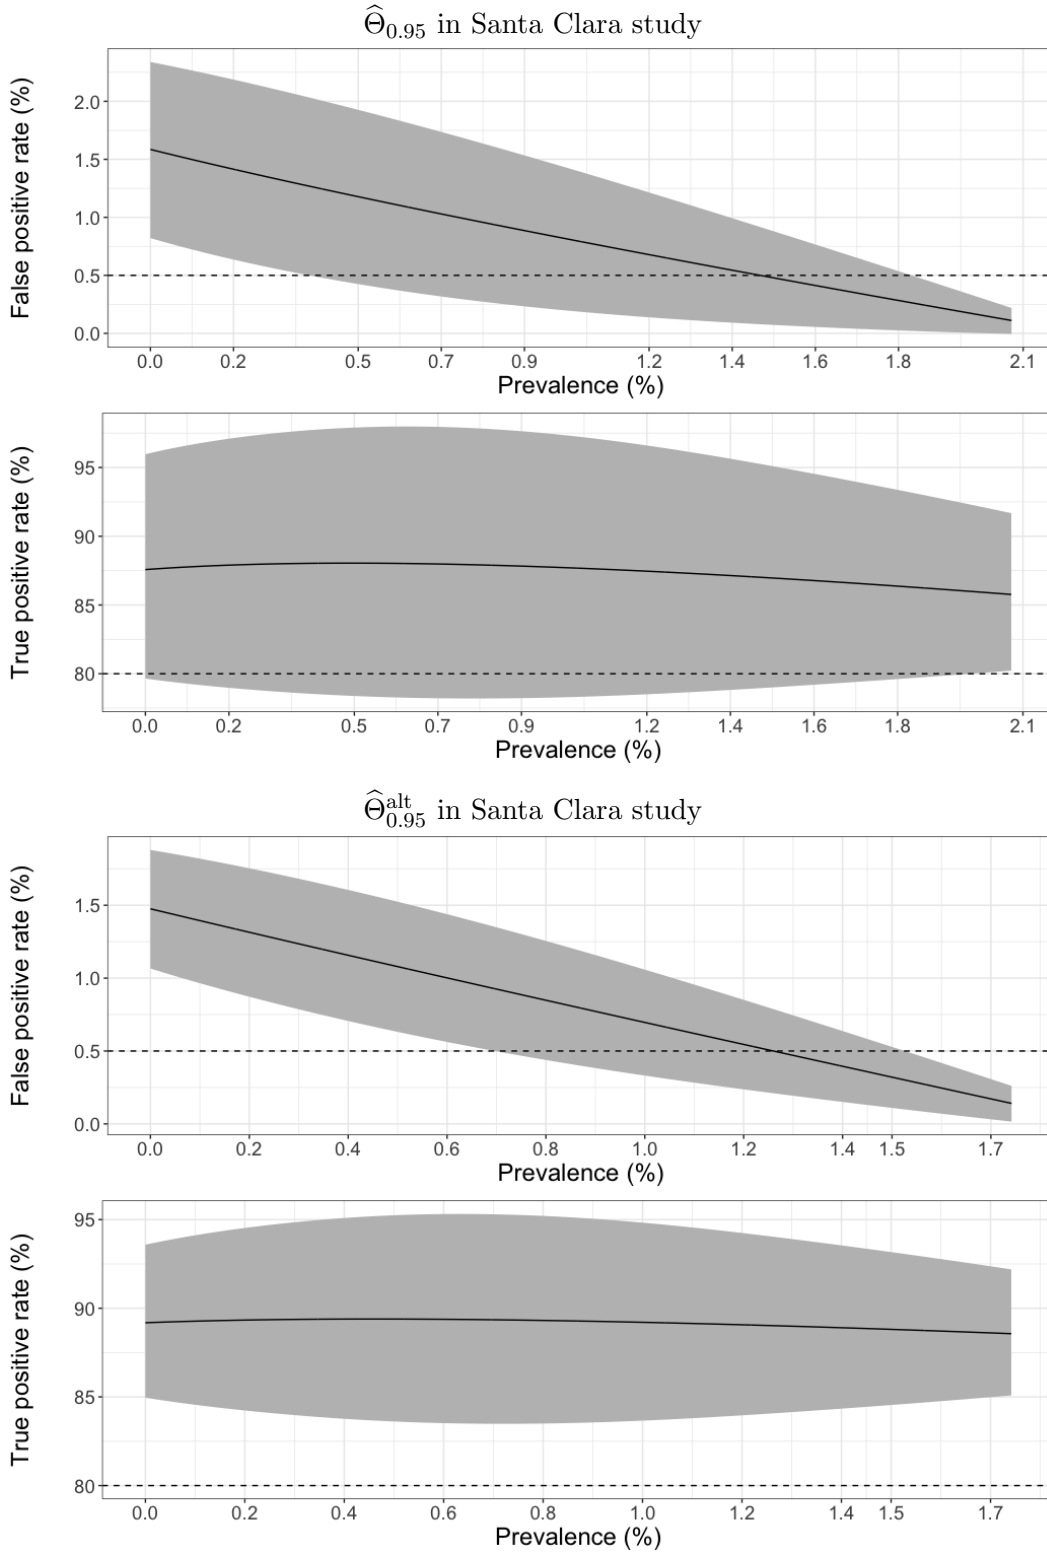 Θ̂0.95 in Santa Clara study
False positive rate (%)
2.0
1.5
1.0
0.5
0.0
0.0 0.2 0.5 0.7 0.9 1.2 1.4 1.6 1.8 2.1
Prevalence (%)
True positive rate (%)
95
90
85
80
0.0 0.2 0.5 0.7 0.9 1.2 1.4 1.6 1.8 2.1
Prevalence (%)
Θ̂alt0.95 in Santa Clara study
False positive rate (%)
1.5
1.0
0.5
0.0
0.0 0.2 0.4 0.6 0.8 1.0 1.2 1.4 1.5 1.7
Prevalence (%)
True positive rate (%)
95
90
85
80
0.0 0.2 0.4 0.6 0.8 1.0 1.2 1.4 1.5 1.7
Prevalence (%)